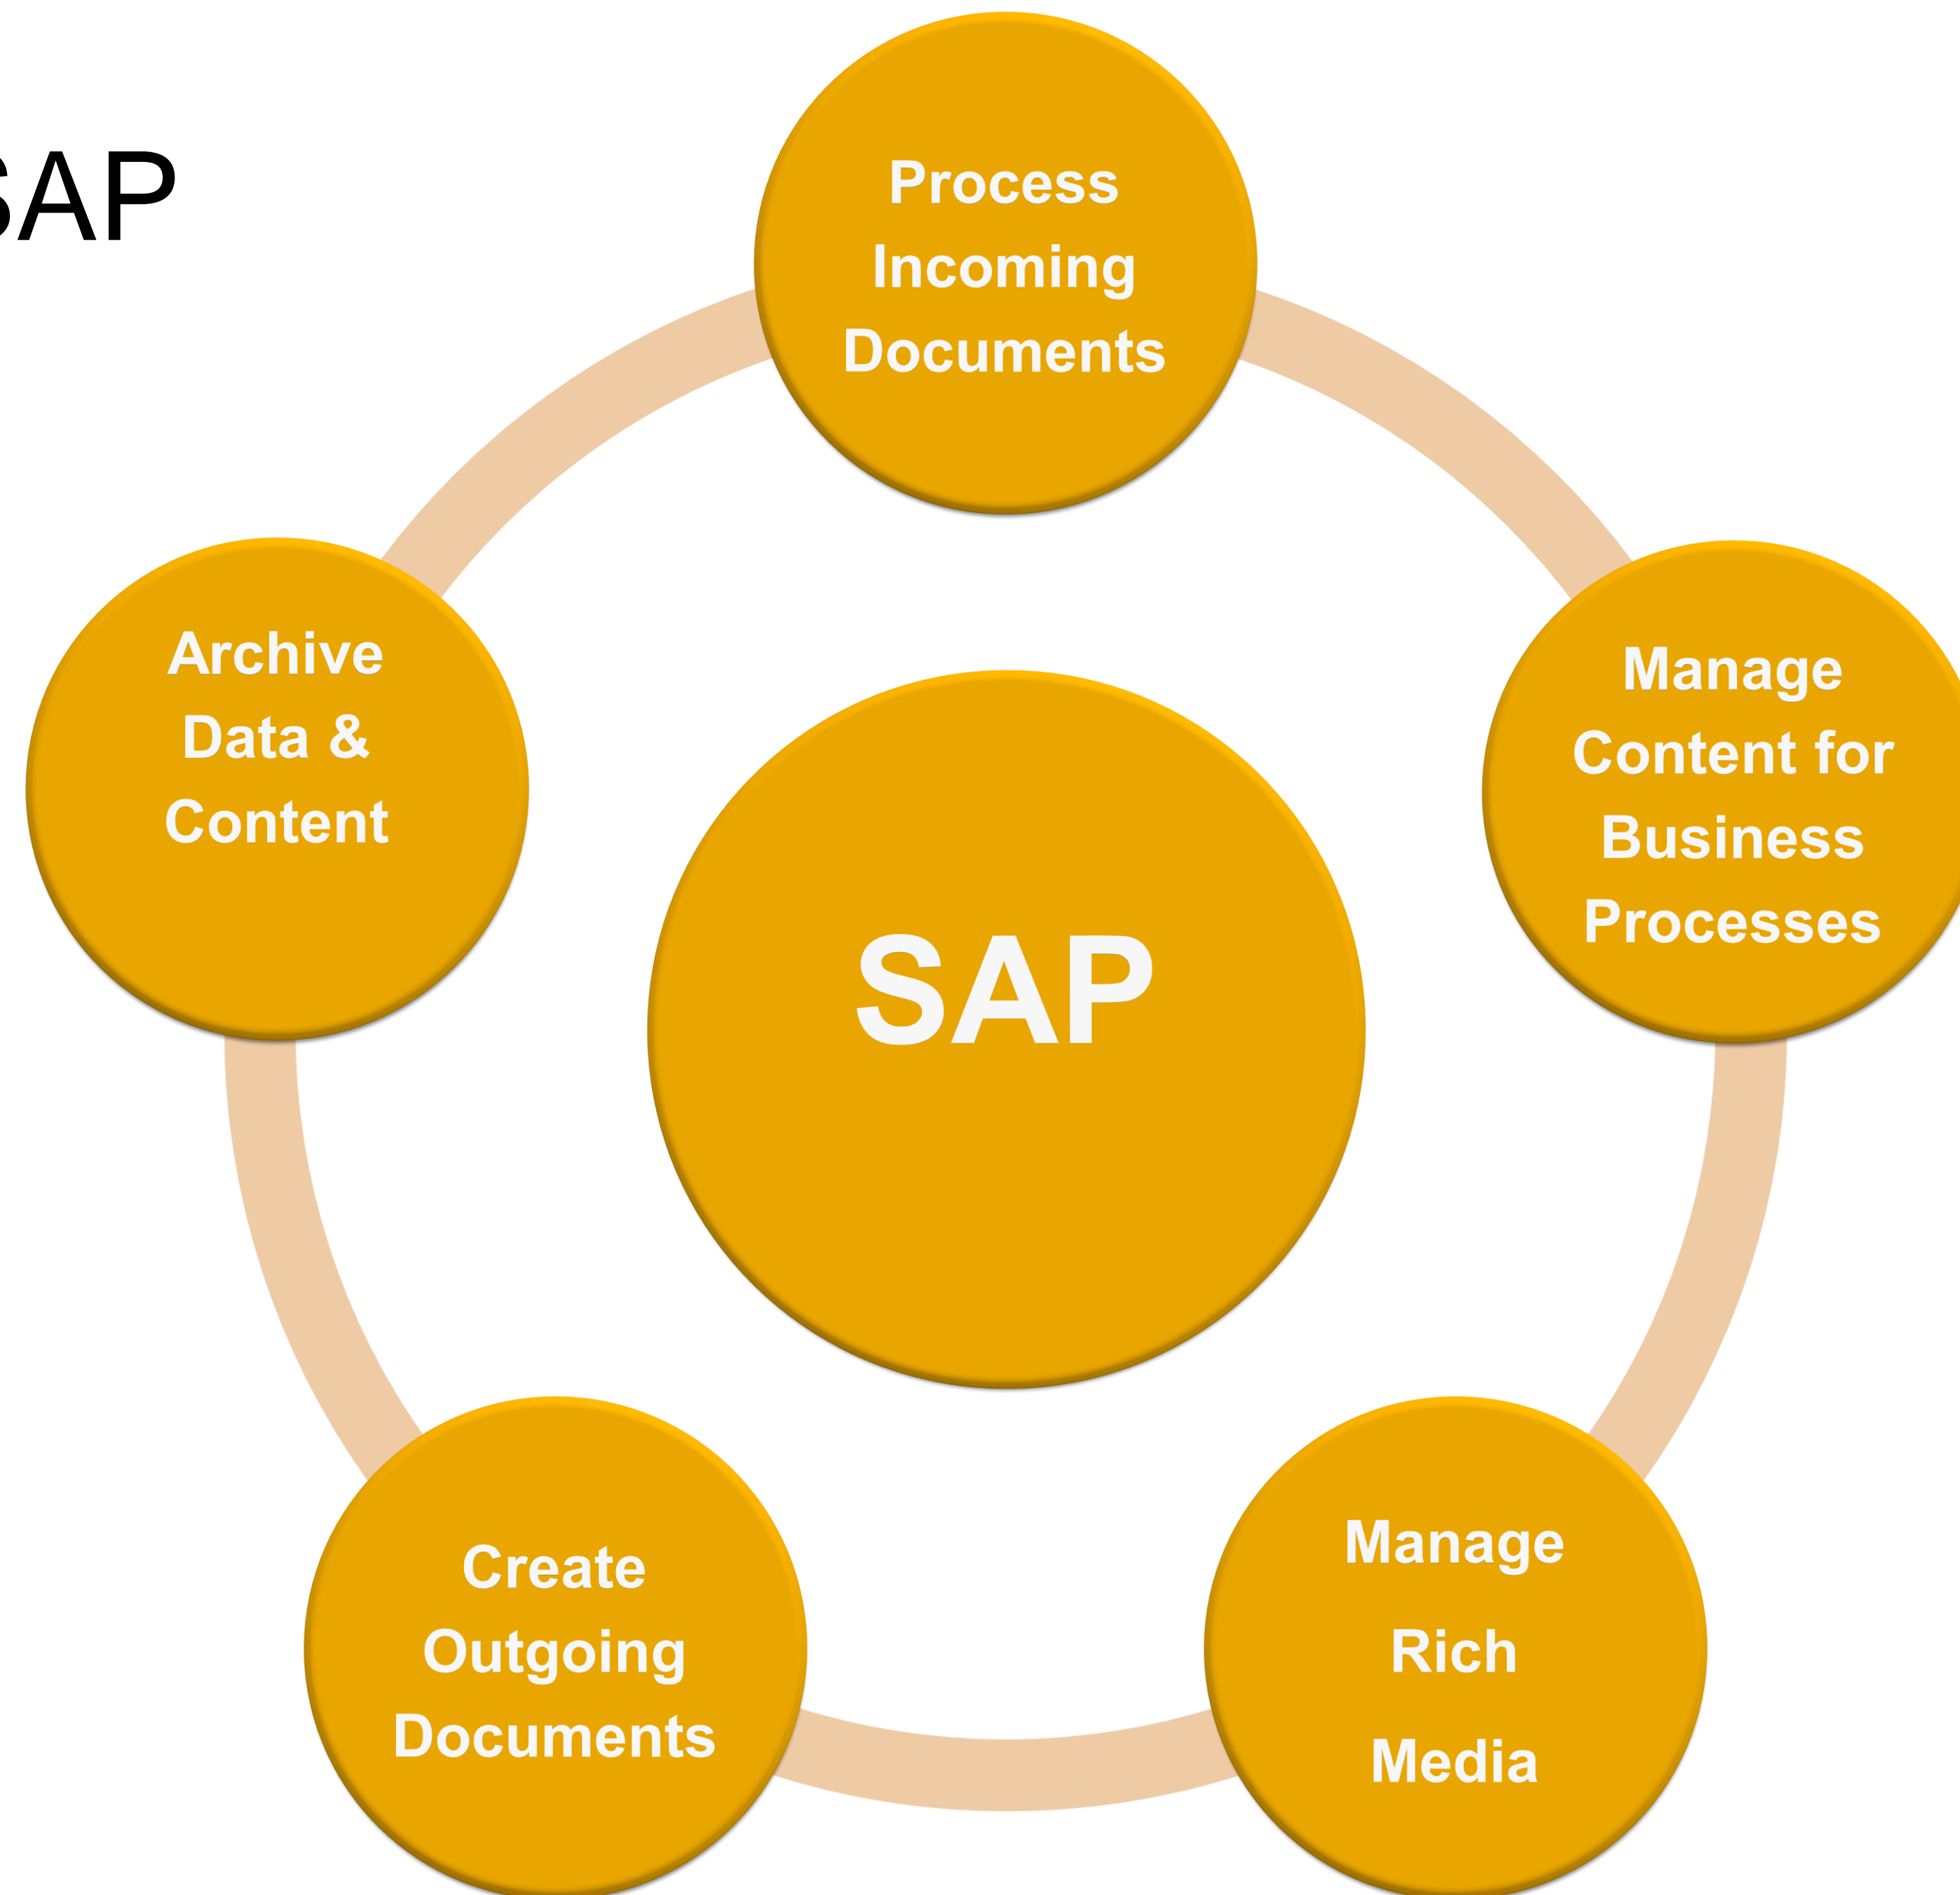 SAP
Process
Incoming
Documents
Archive
Data &
Content
Manage
Content for
Business
Processes
SAP
Create
Outgoing
Documents
Manage
Rich
Media